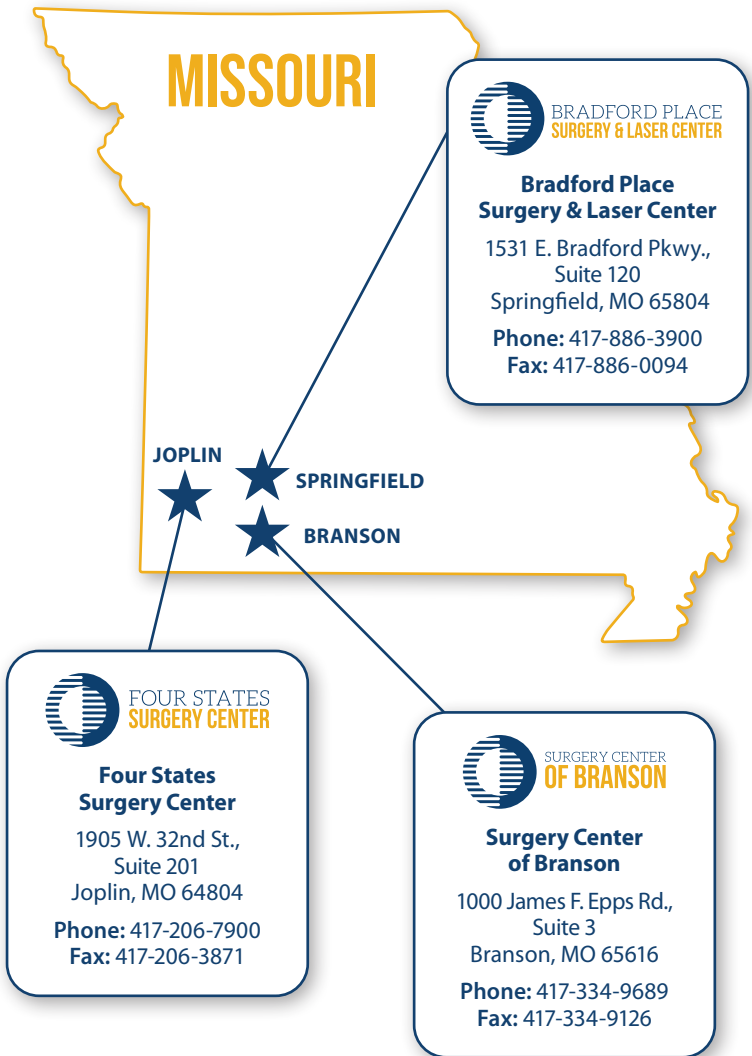 MISSOURI
BRADFORD PLACE
SURGERY & LASER CENTER
Bradford Place
Surgery & Laser Center
1531 E. Bradford Pkwy.,
Suite 120
Springfield, MO 65804
Phone: 417-886-3900
Fax: 417-886-0094
JOPLIN
SPRINGFIELD
BRANSON
FOUR STATES
SURGERY CENTER
Four States
Surgery Center
1905 W. 32nd St.,
Suite 201
Joplin, MO 64804
Phone: 417-206-7900
Fax: 417-206-3871
SURGERY CENTER
OF BRANSON
Surgery Center
of Branson
1000 James F. Epps Rd.,
Suite 3
Branson, MO 65616
Phone: 417-334-9689
Fax: 417-334-9126